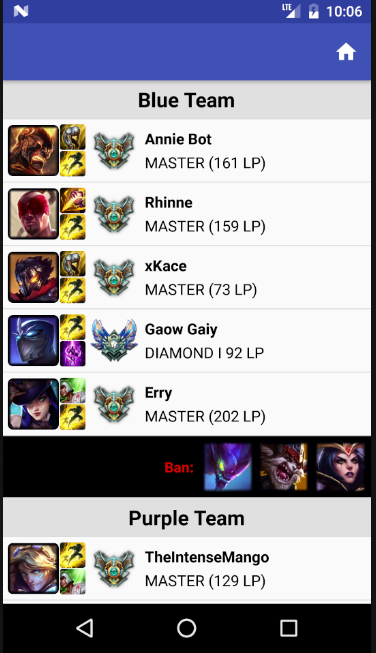 LTE 10:06
Blue Team
Annie Bot
MASTER (161 LP)
Rhinne
MASTER (159 LP)
xKace
MASTER (73 LP)
Gaow Gaiy
DIAMOND I 92 LP
Erry
MASTER (202 LP)
Ban:
Purple Team
TheIntenseMango
MASTER (129 LP)